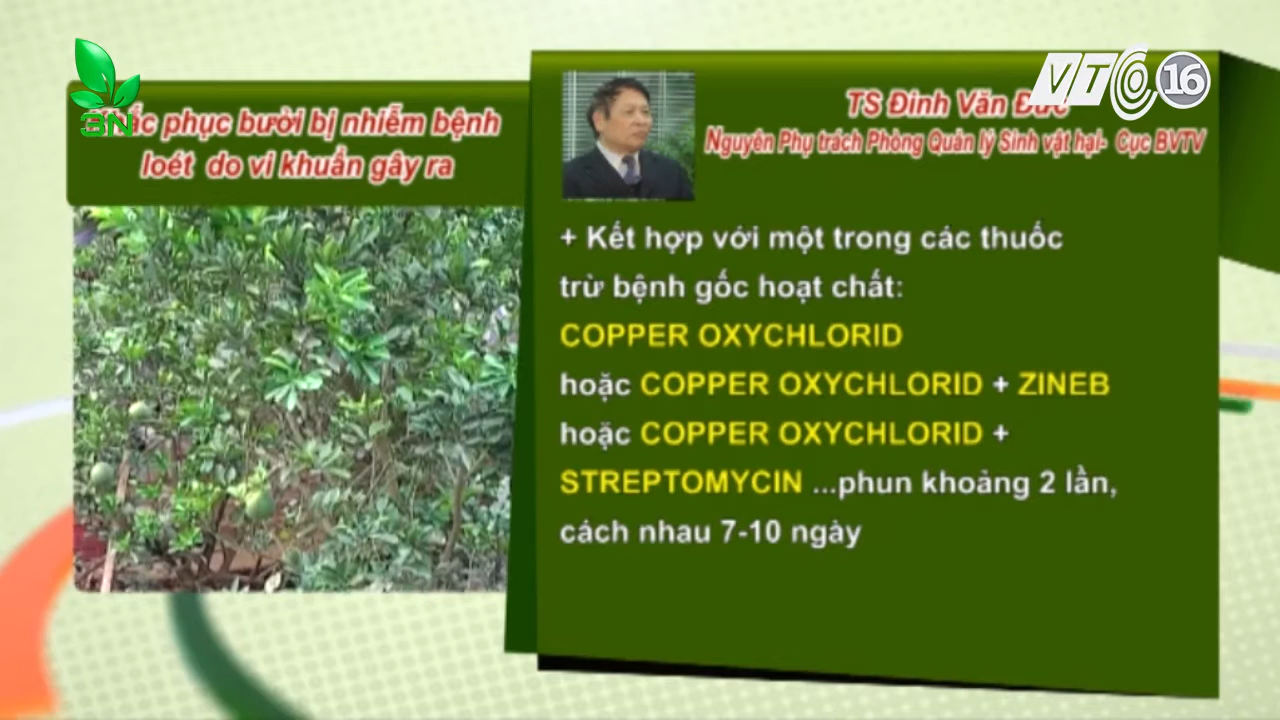 3N
phục bưởi bị nhiễm bệnh
loét do vi khuẩn gây ra
VTC 16
TS Đinh Văn
Nguyên Phụ trách Phòng Quản lý Sinh vật hại- Cục BVTV
+ Kết hợp với một trong các thuốc
trừ bệnh gốc hoạt chất:
COPPER OXYCHLORID
hoặc COPPER OXYCHLORID + ZINEB
hoặc COPPER OXYCHLORID +
STREPTOMYCIN ...phun khoảng 2 lần,
cách nhau 7-10 ngày